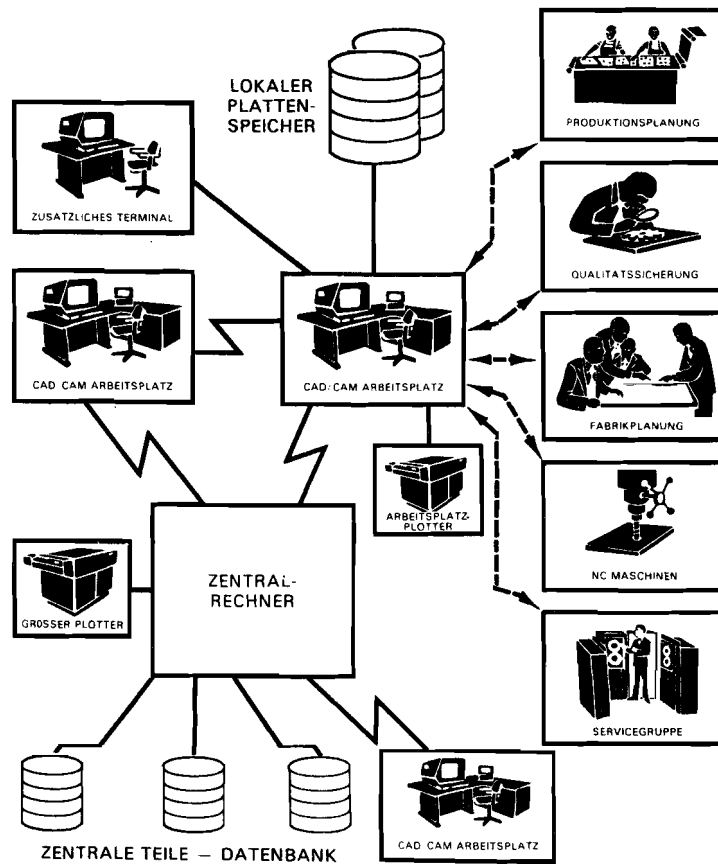 LOKALER
PLATTEN-
SPEICHER
PRODUKTIONSPLANUNG
ZUSATZLICHES TERMINAL
QUALITATSSICHERUNG
CAD CAM ARBEITSPLATZ
CAD/CAM ARBEITSPLATZ
FABRIKPLANUNG
ARBEITSPLATZ-
PLOTTER
ZENTRAL-
RECHNER
NC MASCHINEN
GROSSER PLOTTER
SERVICEGRUPPE
CAD CAM ARBEITSPLATZ
ZENTRALE TEILE – DATENBANK